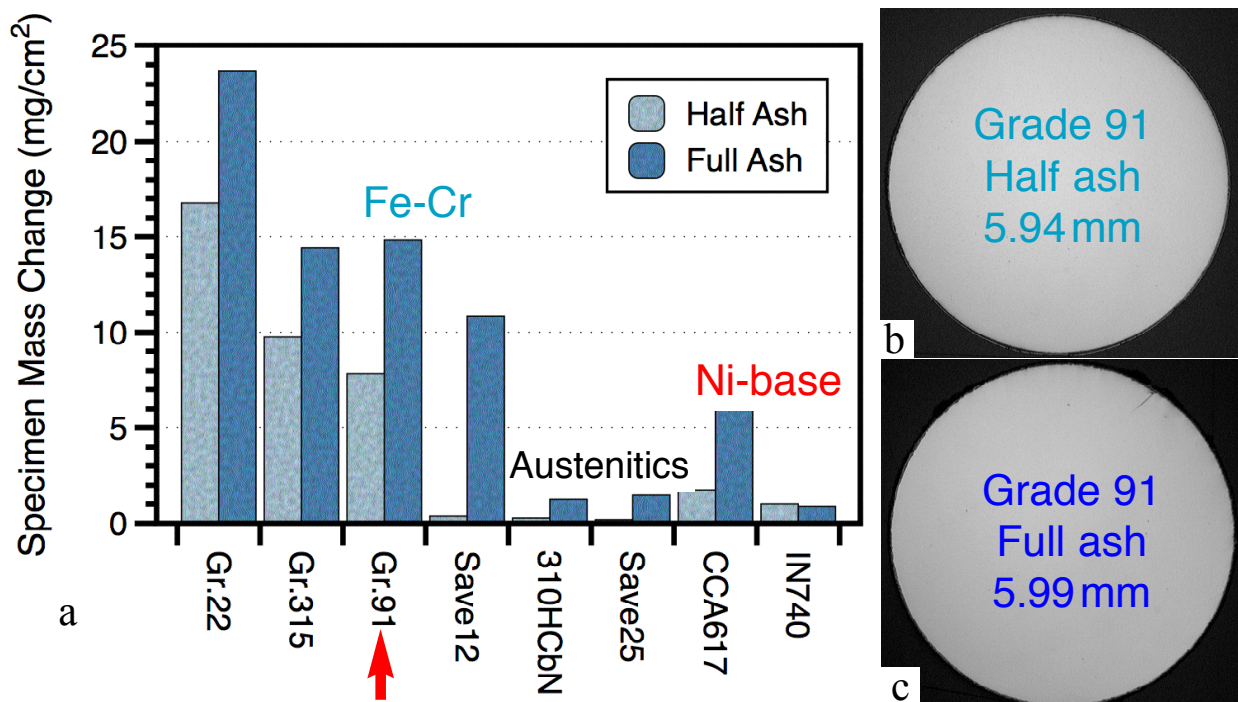 Specimen Mass Change (mg/cm2)
25
20
15
10
5
0
Half Ash
Full Ash
Fe-Cr
Austenitics
Ni-base
Gr.22
Gr.315
Gr.91
Save12
310HCbN
Save25
CCA617
IN740
a
Grade 91
Half ash
5.94 mm
b
Grade 91
Full ash
5.99 mm
c